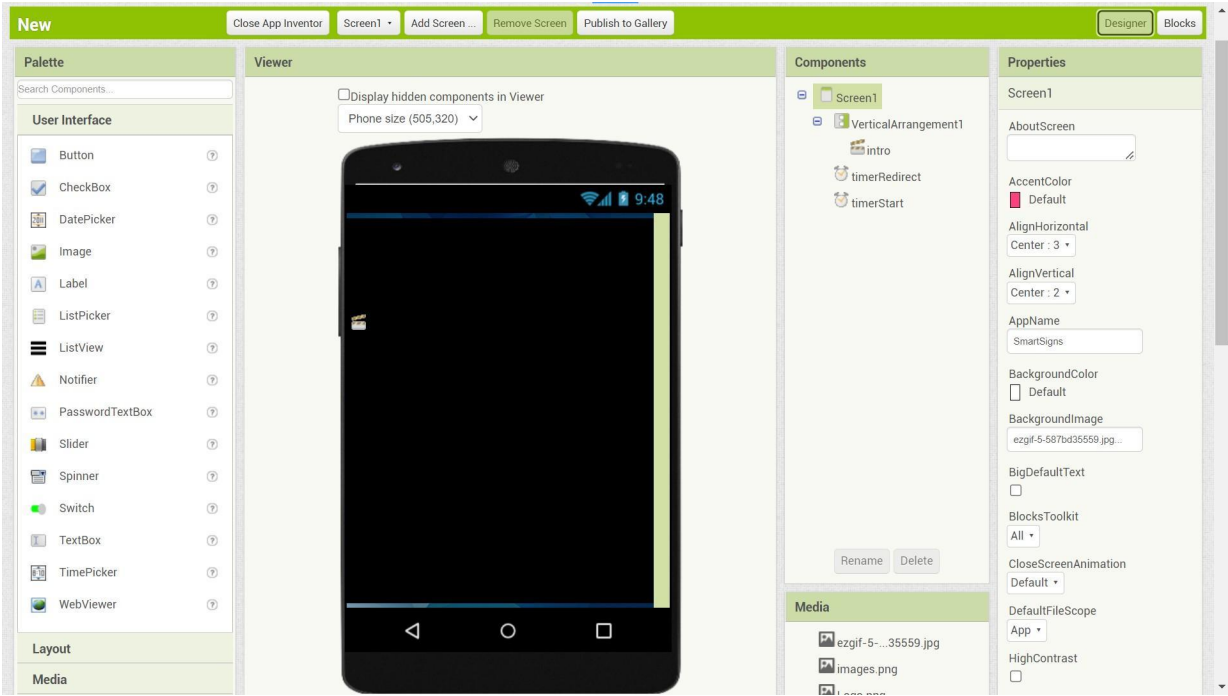 New
Close App Inventor
Screen1
Add Screen ...
Remove Screen
Publish to Gallery
Designer
Blocks
Palette
Search Components...
User Interface
Button
CheckBox
DatePicker
Image
Label
ListPicker
ListView
Notifier
PasswordTextBox
Slider
Spinner
Switch
TextBox
TimePicker
WebViewer
Layout
Media
Viewer
Display hidden components in Viewer
Phone size (505,320)
9:48
Components
Screen1
VerticalArrangement1
intro
timerRedirect
timerStart
Rename
Delete
Media
ezgif-5-...35559.jpg
images.png
Logo.png
Properties
Screen1
AboutScreen
AccentColor
Default
AlignHorizontal
Center : 3
AlignVertical
Center : 2
AppName
SmartSigns
BackgroundColor
Default
BackgroundImage
ezgif-5-587bd35559.jpg...
BigDefaultText
BlocksToolkit
All
CloseScreenAnimation
Default
DefaultFileScope
App
HighContrast